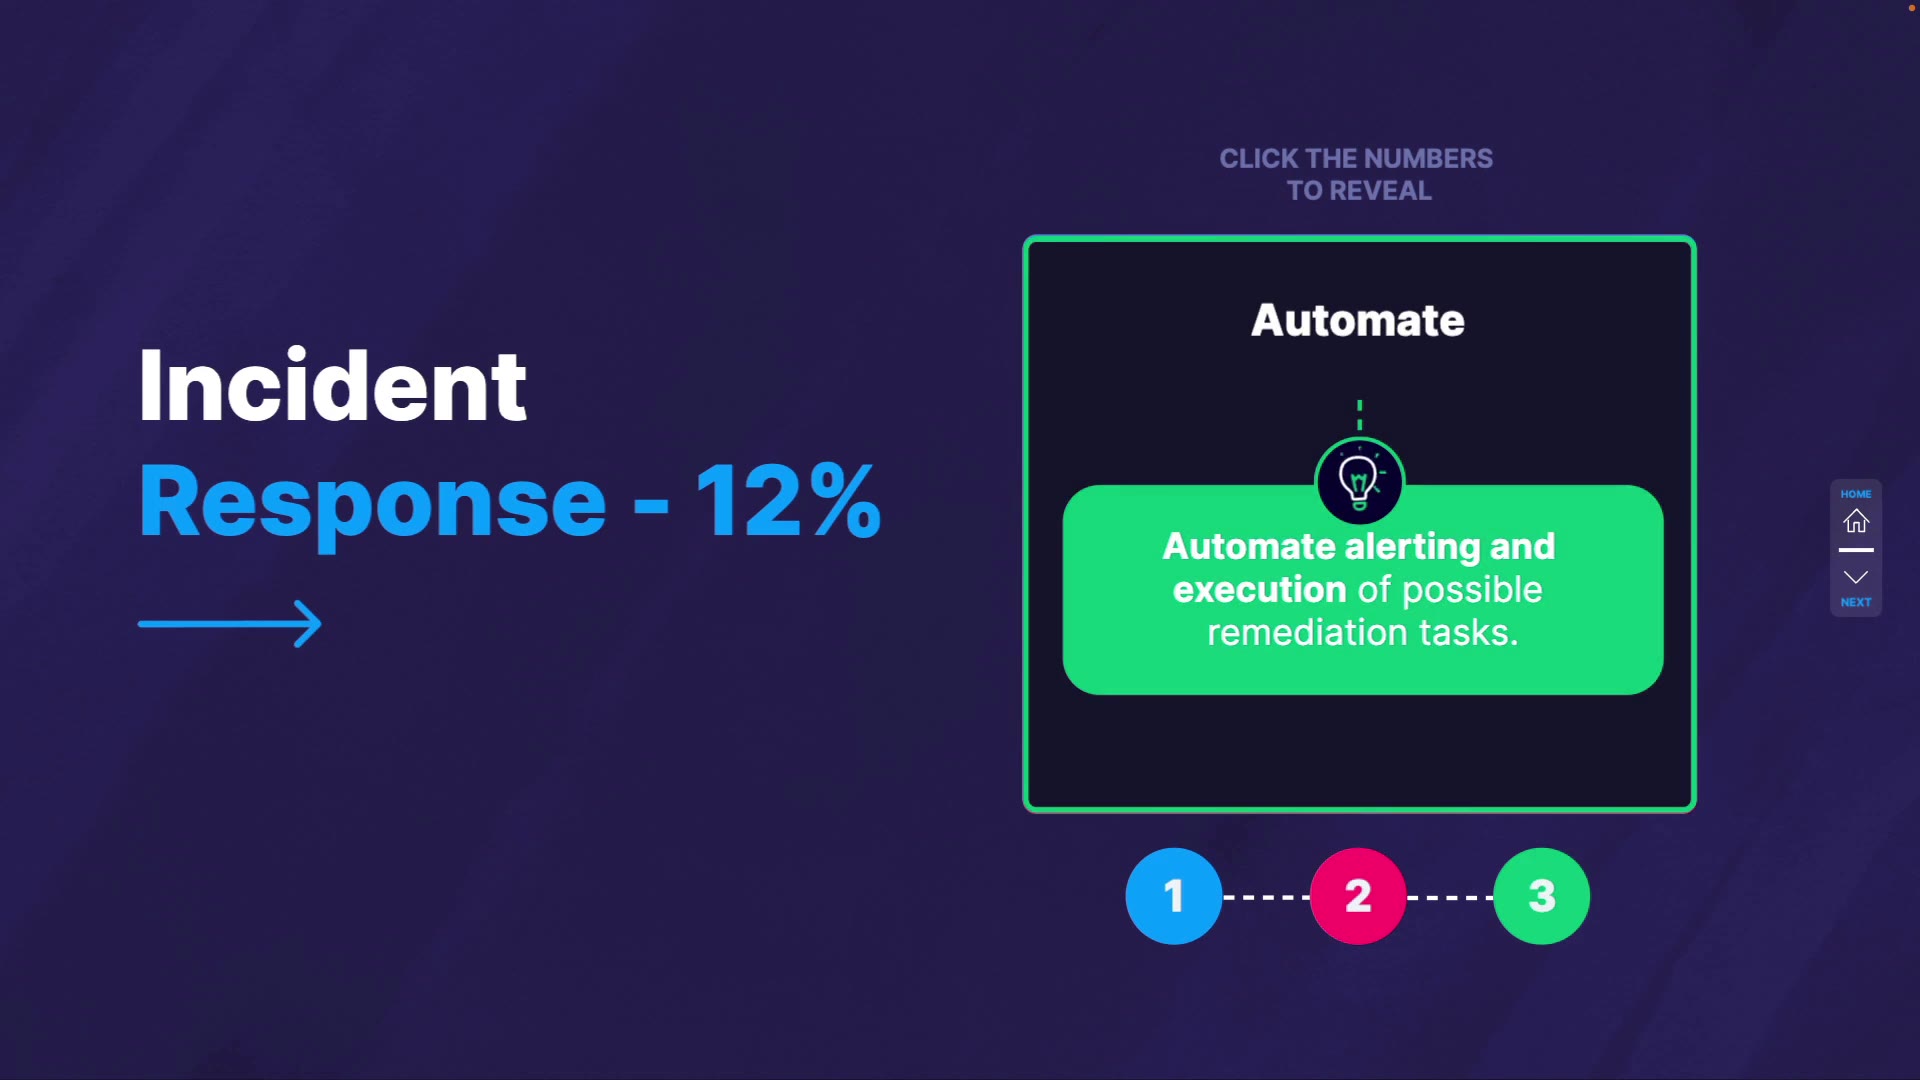 Incident
Response - 12%
CLICK THE NUMBERS
TO REVEAL
Automate
Automate alerting and
execution of possible
remediation tasks.
1
2
3
HOME
NEXT